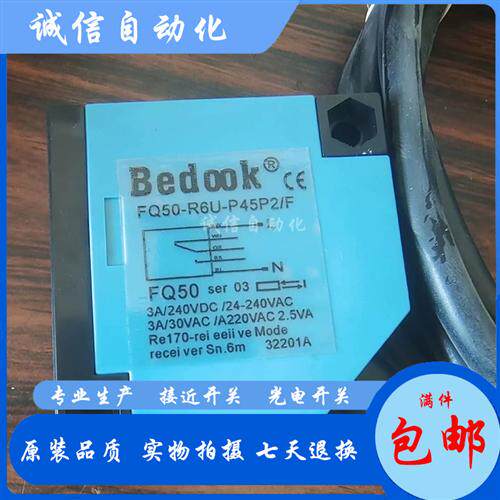 诚信自动化
Bedook®
CE
FQ50-R6U-P45P2/F
诚信自动化
N
FQ50 ser 03
3A/240VDC /24-240VAC
3A/30VAC /A220VAC 2.5VA
Re170-rei eeii ve Mode
recei ver Sn.6m 32201A
专业生产 接近开关 光电开关
原装品质 实物拍摄 七天退换
满件
包邮